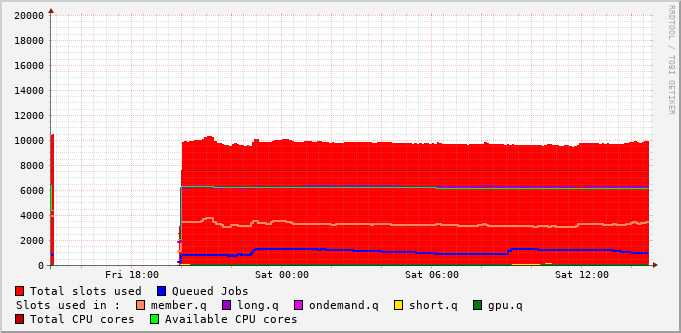 20000
18000
16000
14000
12000
10000
8000
6000
4000
2000
0
Fri 18:00 Sat 00:00 Sat 06:00 Sat 12:00
Total slots used Queued Jobs
Slots used in : member.q long.q ondemand.q short.q gpu.q
Total CPU cores Available CPU cores
RRDTOOL / TOBI OETIKER